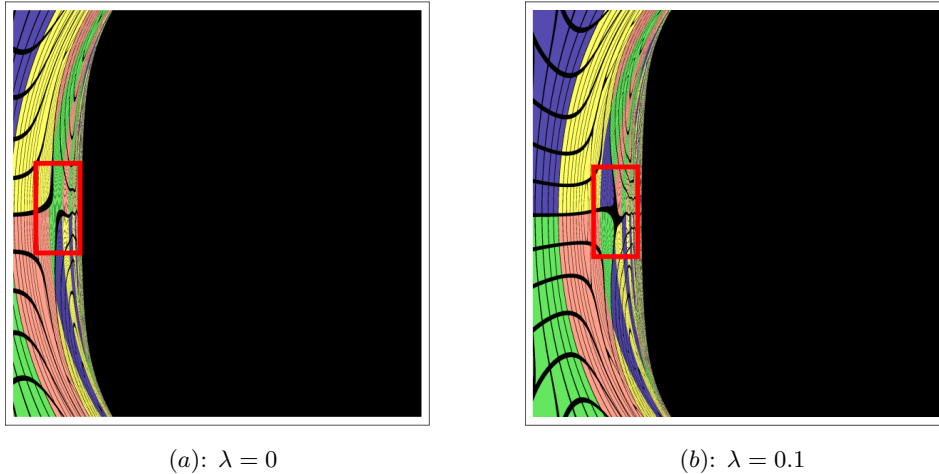 (a): λ = 0
(b): λ = 0.1